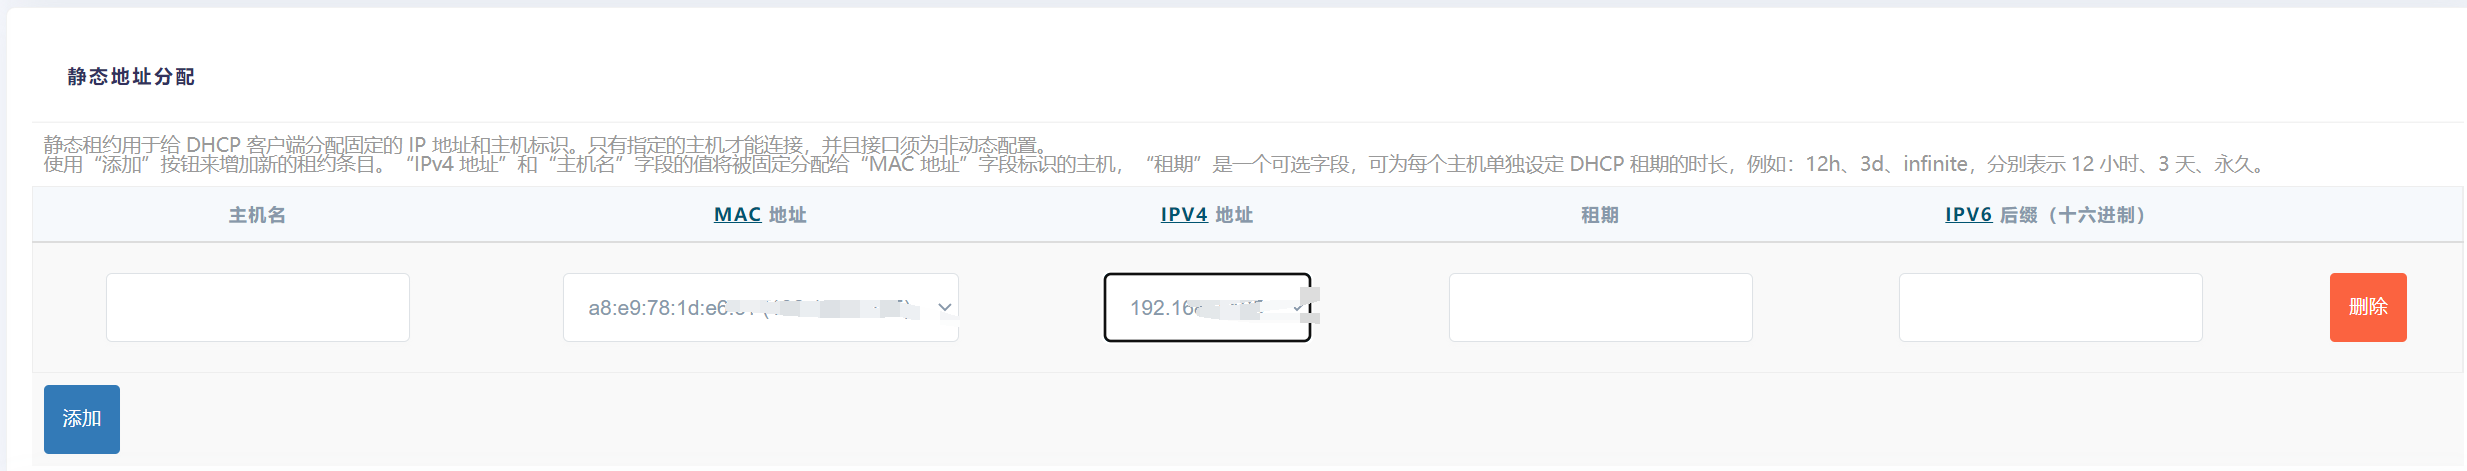 静态地址分配
静态租约用于给 DHCP 客户端分配固定的 IP 地址和主机标识。只有指定的主机才能连接，并且接口须为非动态配置。
使用“添加”按钮来增加新的租约条目。“IPv4 地址”和“主机名”字段的值将被固定分配给“MAC 地址”字段标识的主机，“租期”是一个可选字段，可为每个主机单独设定 DHCP 租期的时长，例如：12h、3d、infinite，分别表示 12 小时、3 天、永久。
主机名 MAC 地址 IPV4 地址 租期 IPV6 后缀（十六进制）
a8:e9:78:1d:e6 192.16 删除
添加